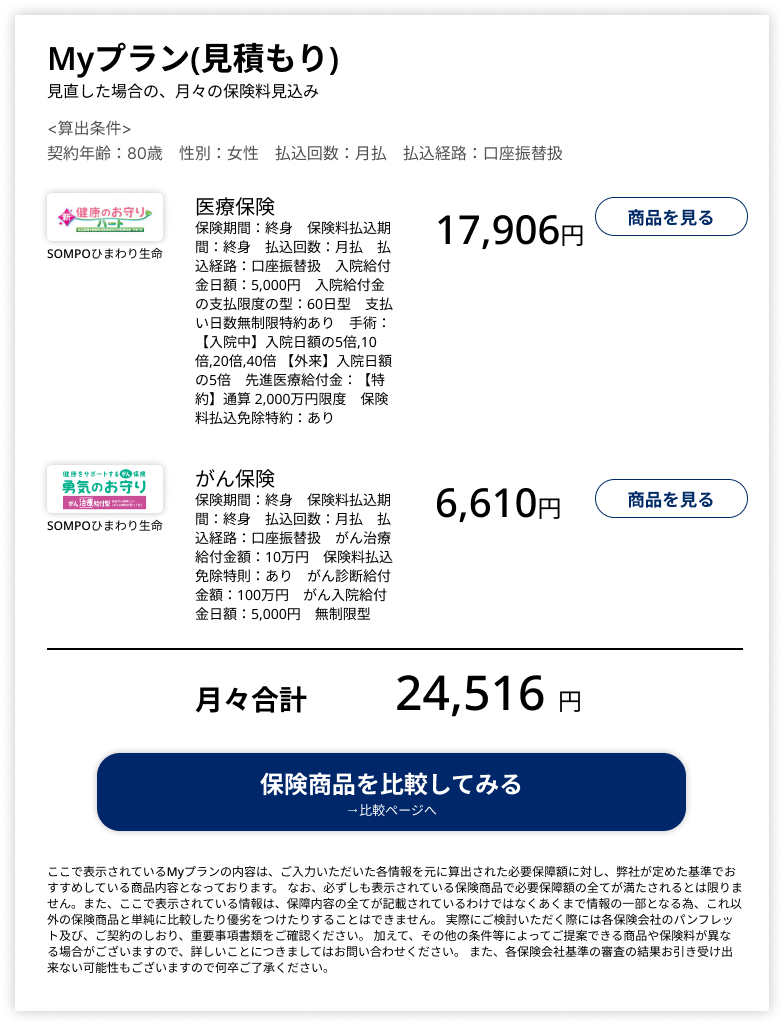 Myプラン(見積もり)
見直した場合の、月々の保険料見込み
<算出条件>
契約年齢：80歳　性別：女性　払込回数：月払　払込経路：口座振替扱
新 健康のお守り
ハート
SOMPOひまわり生命
医療保険
保険期間：終身　保険料払込期
間：終身　払込回数：月払　払
込経路：口座振替扱　入院給付
金日額：5,000円　入院給付金
の支払限度の型：60日型　支払
い日数無制限特約あり　手術：
【入院中】入院日額の5倍,10
倍,20倍,40倍 【外来】入院日額
の5倍　先進医療給付金：【特
約】通算 2,000万円限度　保険
料払込免除特約：あり
17,906円
商品を見る
健康をサポートするがん保険
勇気のお守り
がん治療給付型
SOMPOひまわり生命
がん保険
保険期間：終身　保険料払込期
間：終身　払込回数：月払　払
込経路：口座振替扱　がん治療
給付金額：10万円　保険料払込
免除特則：あり　がん診断給付
金額：100万円　がん入院給付
金日額：5,000円　無制限型
6,610円
商品を見る
月々合計
24,516 円
保険商品を比較してみる
→比較ページへ
ここで表示されているMyプランの内容は、ご入力いただいた各情報を元に算出された必要保障額に対し、弊社が定めた基準でお
すすめしている商品内容となっております。 なお、必ずしも表示されている保険商品で必要保障額の全てが満たされるとは限りま
せん。また、ここで表示されている情報は、保障内容の全てが記載されているわけではなくあくまで情報の一部となる為、これ以
外の保険商品と単純に比較したり優劣をつけたりすることはできません。 実際にご検討いただく際には各保険会社のパンフレッ
ト及び、ご契約のしおり、重要事項書類をご確認ください。 加えて、その他の条件等によってご提案できる商品や保険料が異な
る場合がございますので、詳しいことにつきましてはお問い合わせください。 また、各保険会社基準の審査の結果お引き受け出
来ない可能性もございますので何卒ご了承ください。